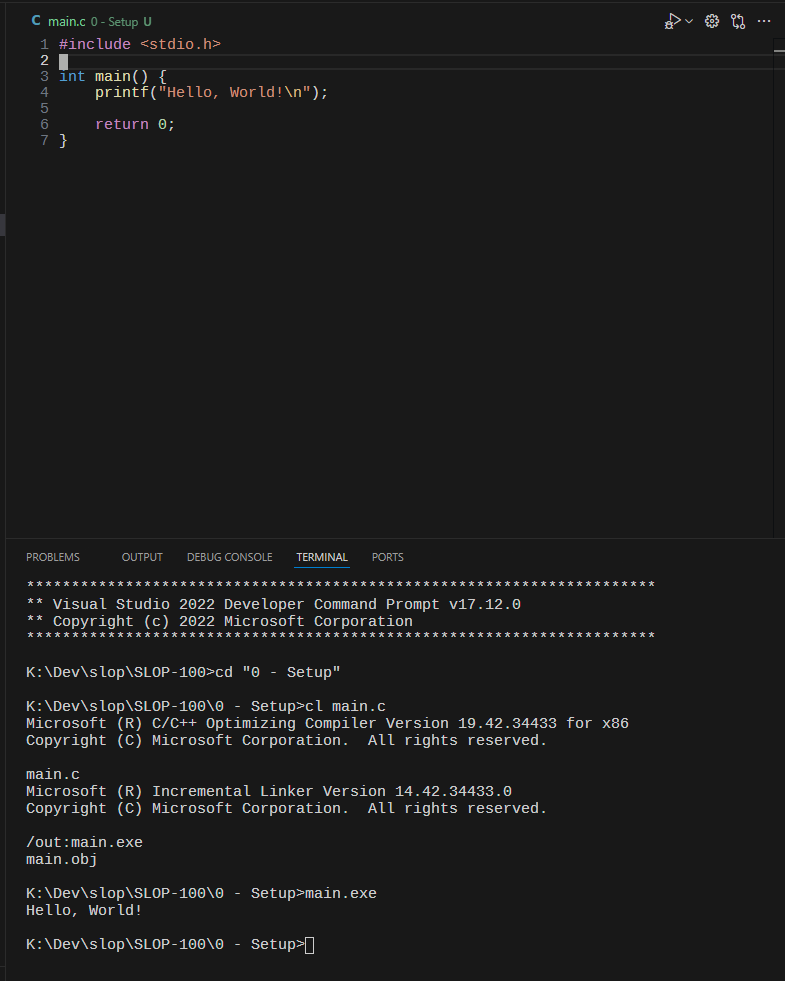 C main.c 0 - Setup U
1 #include <stdio.h>
2
3 int main() {
4     printf("Hello, World!\n");
5
6     return 0;
7 }
PROBLEMS OUTPUT DEBUG CONSOLE TERMINAL PORTS
**********************************************************************
** Visual Studio 2022 Developer Command Prompt v17.12.0
** Copyright (c) 2022 Microsoft Corporation
**********************************************************************
K:\Dev\slop\SLOP-100>cd "0 - Setup"
K:\Dev\slop\SLOP-100\0 - Setup>cl main.c
Microsoft (R) C/C++ Optimizing Compiler Version 19.42.34433 for x86
Copyright (C) Microsoft Corporation.  All rights reserved.
main.c
Microsoft (R) Incremental Linker Version 14.42.34433.0
Copyright (C) Microsoft Corporation.  All rights reserved.
/out:main.exe
main.obj
K:\Dev\slop\SLOP-100\0 - Setup>main.exe
Hello, World!
K:\Dev\slop\SLOP-100\0 - Setup>